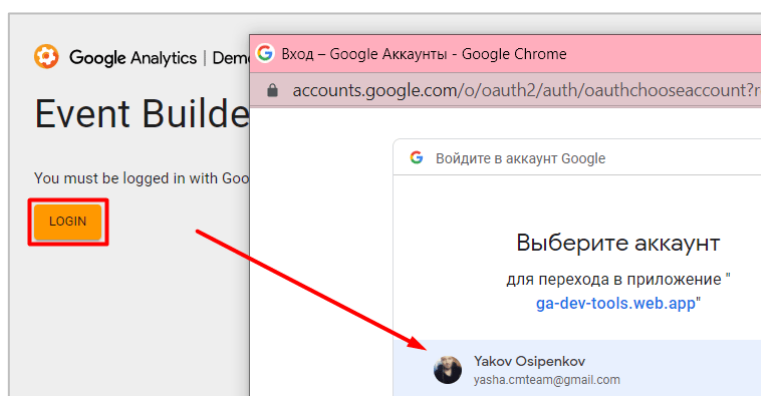 Google Analytics | Demo
Event Builde
You must be logged in with Goo
LOGIN
Вход – Google Аккаунты - Google Chrome
accounts.google.com/o/oauth2/auth/oauthchooseaccount?r
Войдите в аккаунт Google
Выберите аккаунт
для перехода в приложение "
ga-dev-tools.web.app"
Yakov Osipenkov
yasha.cmteam@gmail.com